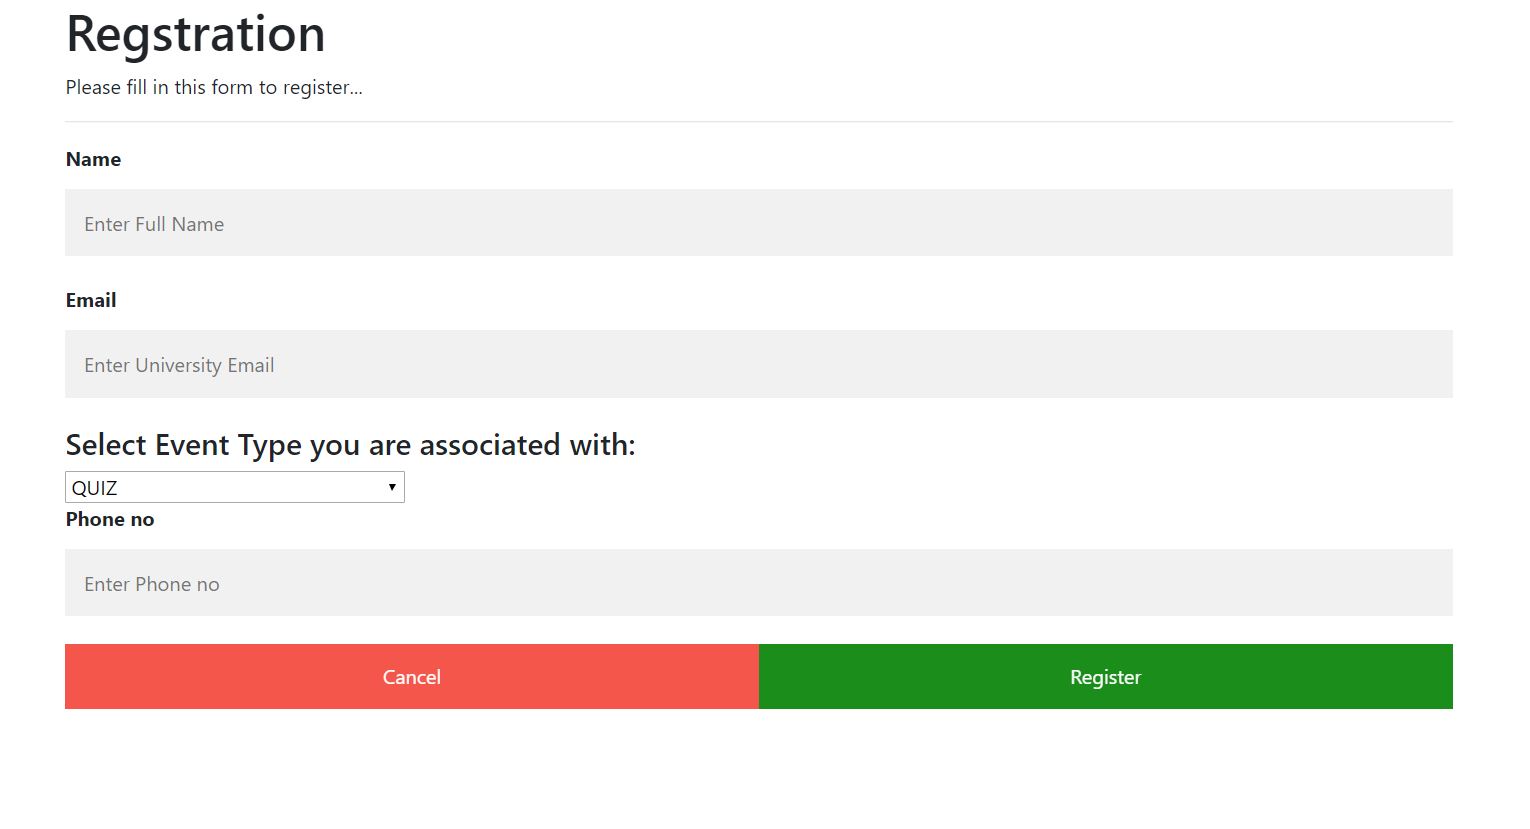 Regstration
Please fill in this form to register...
Name
Enter Full Name
Email
Enter University Email
Select Event Type you are associated with:
QUIZ
Phone no
Enter Phone no
Cancel
Register